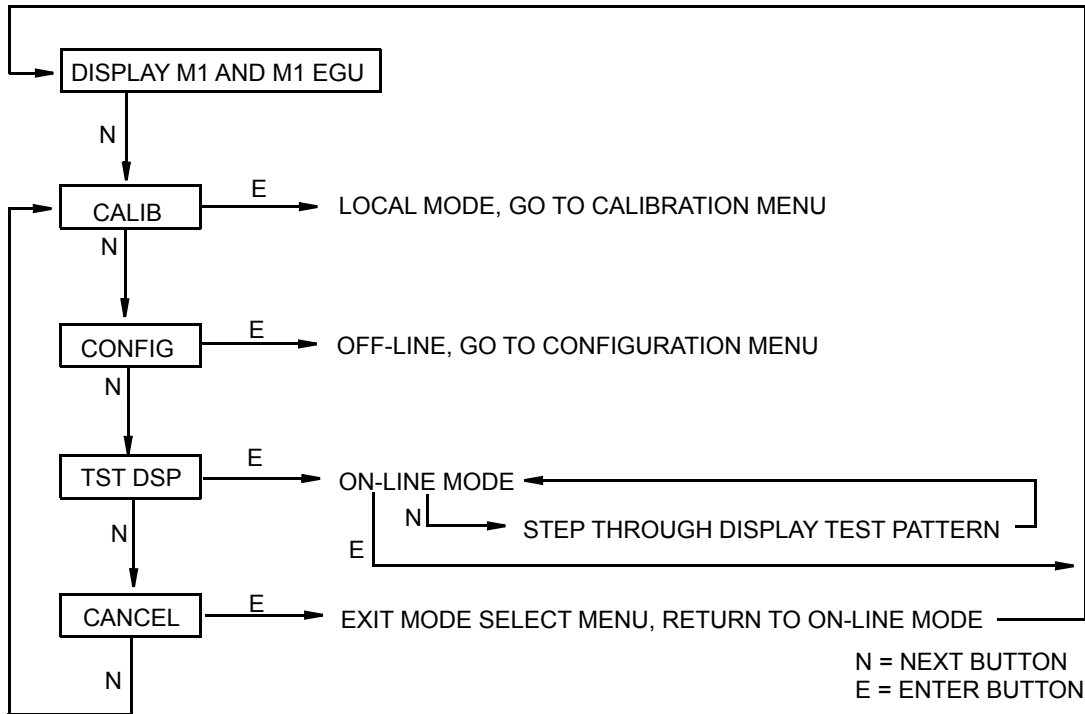 DISPLAY M1 AND M1 EGU
N
CALIB
E
LOCAL MODE, GO TO CALIBRATION MENU
N
CONFIG
E
OFF-LINE, GO TO CONFIGURATION MENU
N
TST DSP
E
ON-LINE MODE
N
STEP THROUGH DISPLAY TEST PATTERN
E
N
CANCEL
E
EXIT MODE SELECT MENU, RETURN TO ON-LINE MODE
N
N = NEXT BUTTON
E = ENTER BUTTON